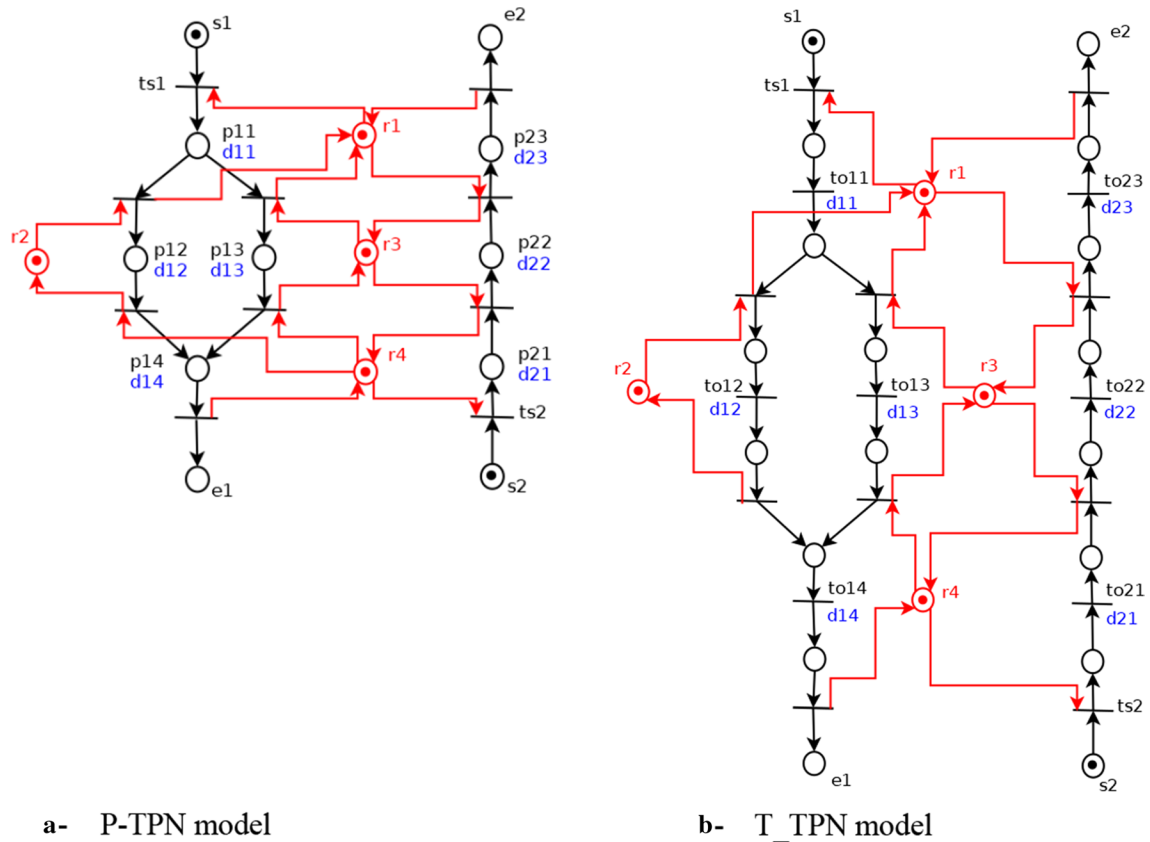 s1
e2
ts1
r1
p11
d11
p23
d23
r2
r3
p12
d12
p13
d13
p22
d22
r4
p14
d14
p21
d21
ts2
e1
s2
a- P-TPN model
s1
e2
ts1
r1
to11
d11
to23
d23
r2
r3
to12
d12
to13
d13
to22
d22
r4
to14
d14
to21
d21
ts2
e1
s2
b- T_TPN model